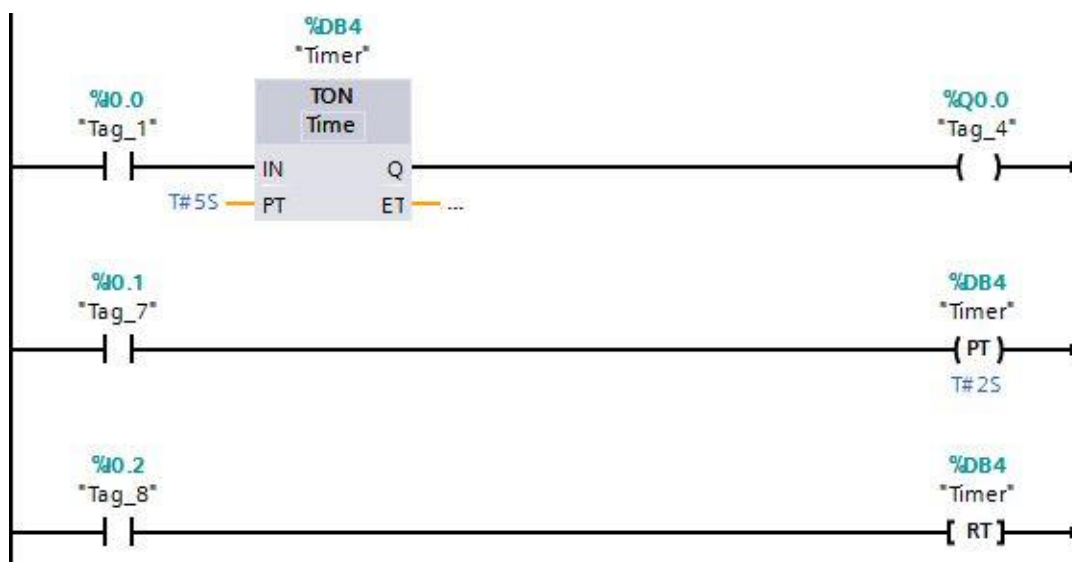 %DB4
"Timer"
%I0.0
"Tag_1"
TON
Time
IN Q
T#5S PT ET ...
%Q0.0
"Tag_4"
( )
%I0.1
"Tag_7"
%DB4
"Timer"
( PT )
T#2S
%I0.2
"Tag_8"
%DB4
"Timer"
[ RT ]